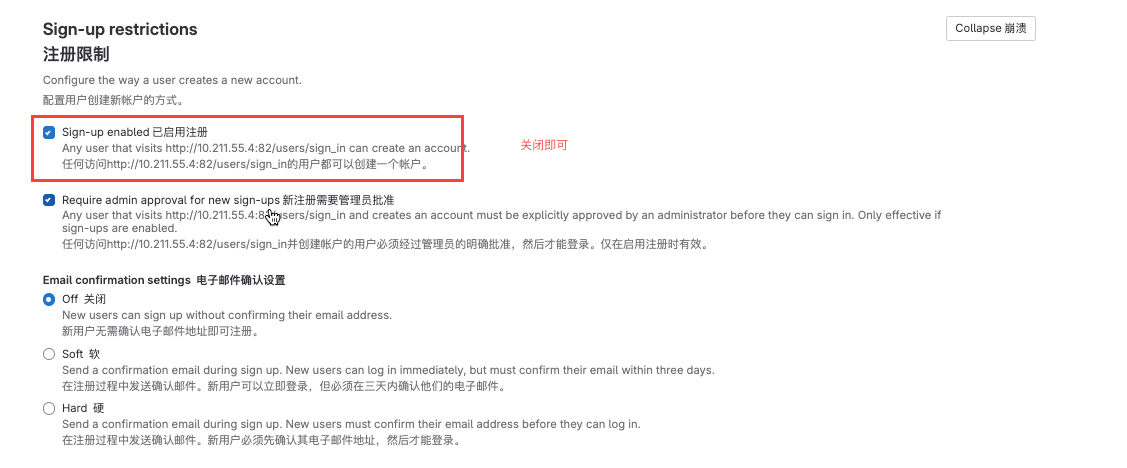 Sign-up restrictions
Collapse 崩溃
注册限制
Configure the way a user creates a new account.
配置用户创建新帐户的方式。
Sign-up enabled 已启用注册
Any user that visits http://10.211.55.4:82/users/sign_in can create an account.
任何访问http://10.211.55.4:82/users/sign_in的用户都可以创建一个帐户。
关闭即可
Require admin approval for new sign-ups 新注册需要管理员批准
Any user that visits http://10.211.55.4:82/users/sign_in and creates an account must be explicitly approved by an administrator before they can sign in. Only effective if
sign-ups are enabled.
任何访问http://10.211.55.4:82/users/sign_in并创建帐户的用户必须经过管理员的明确批准，然后才能登录。仅在启用注册时有效。
Email confirmation settings 电子邮件确认设置
Off 关闭
New users can sign up without confirming their email address.
新用户无需确认电子邮件地址即可注册。
Soft 软
Send a confirmation email during sign up. New users can log in immediately, but must confirm their email within three days.
在注册过程中发送确认邮件。新用户可以立即登录，但必须在三天内确认他们的电子邮件。
Hard 硬
Send a confirmation email during sign up. New users must confirm their email address before they can log in.
在注册过程中发送确认邮件。新用户必须先确认其电子邮件地址，然后才能登录。